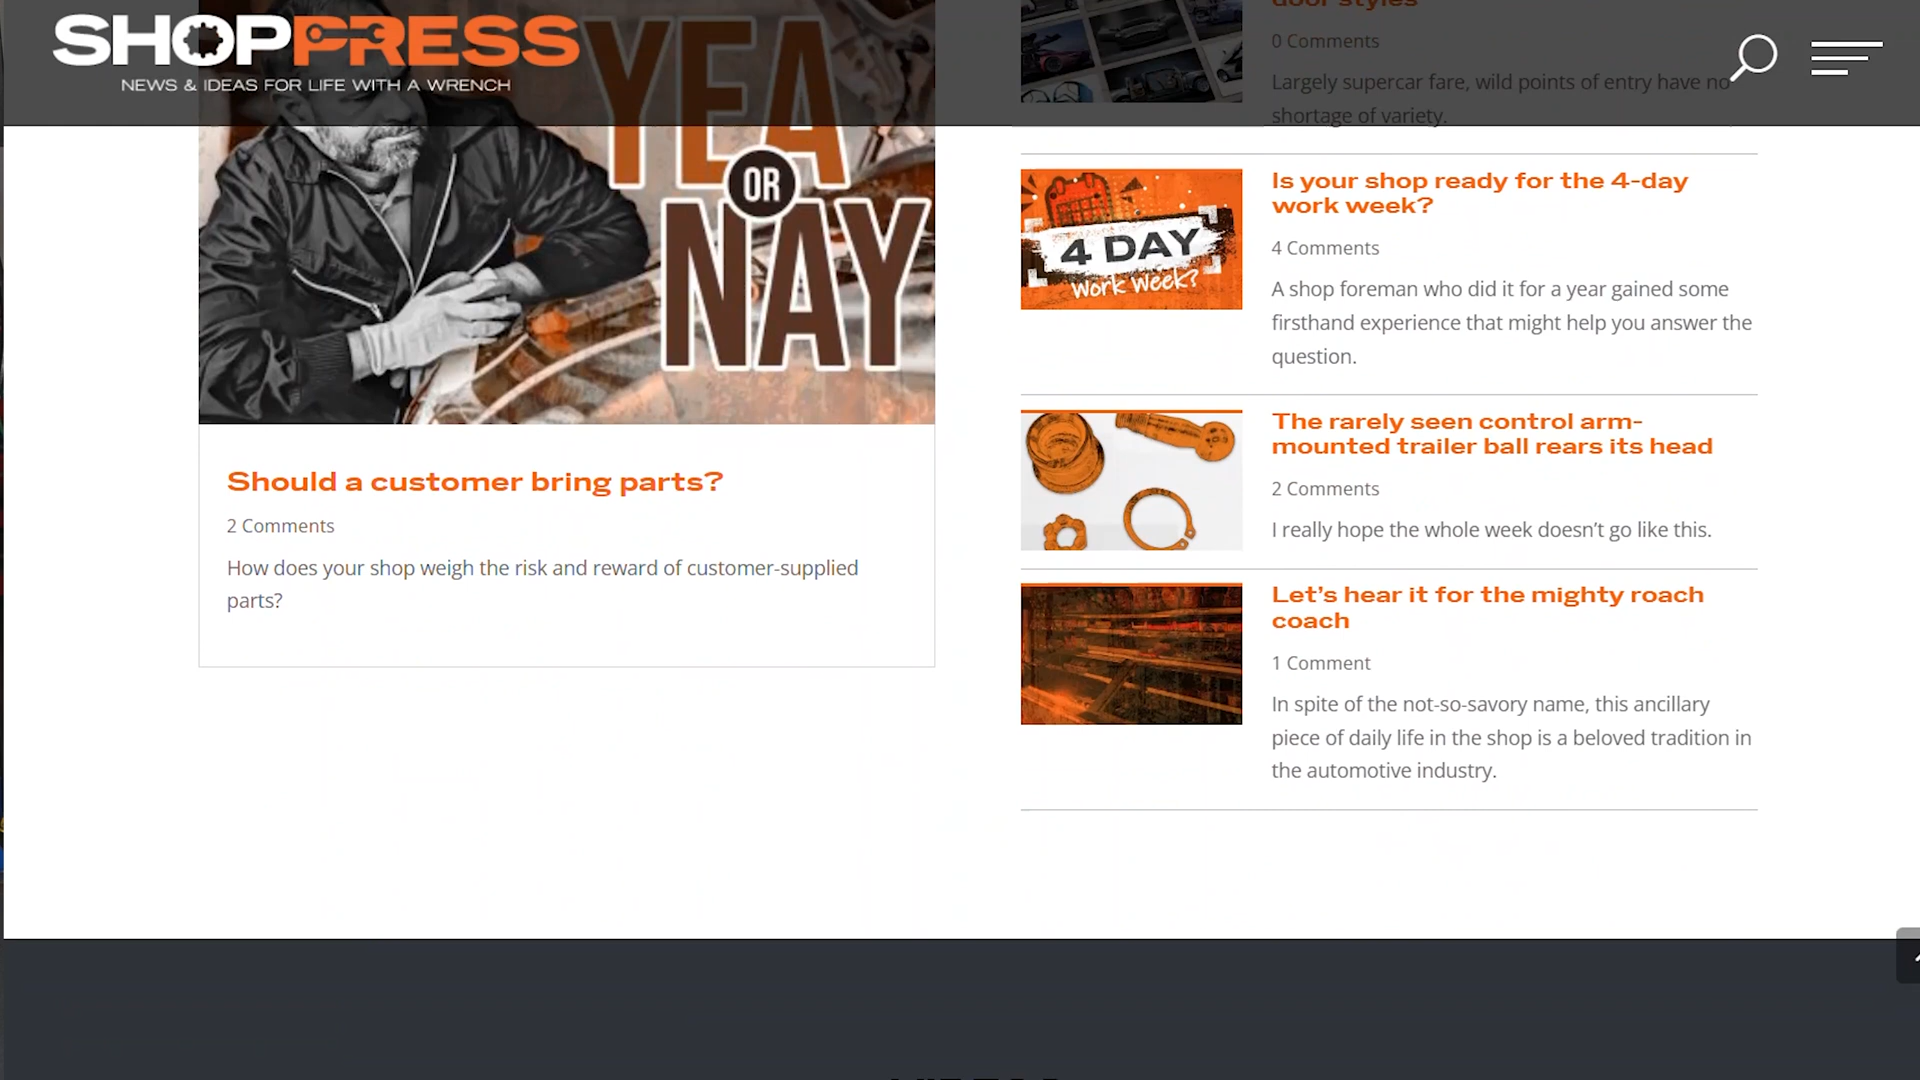 SHOPPRESS
NEWS & IDEAS FOR LIFE WITH A WRENCH
YEA
OR
NAY
Should a customer bring parts?
2 Comments
How does your shop weigh the risk and reward of customer-supplied
parts?
door styles
0 Comments
Largely supercar fare, wild points of entry have no
shortage of variety.
4 DAY
work week?
Is your shop ready for the 4-day
work week?
4 Comments
A shop foreman who did it for a year gained some
firsthand experience that might help you answer the
question.
The rarely seen control arm-
mounted trailer ball rears its head
2 Comments
I really hope the whole week doesn’t go like this.
Let’s hear it for the mighty roach
coach
1 Comment
In spite of the not-so-savory name, this ancillary
piece of daily life in the shop is a beloved tradition in
the automotive industry.